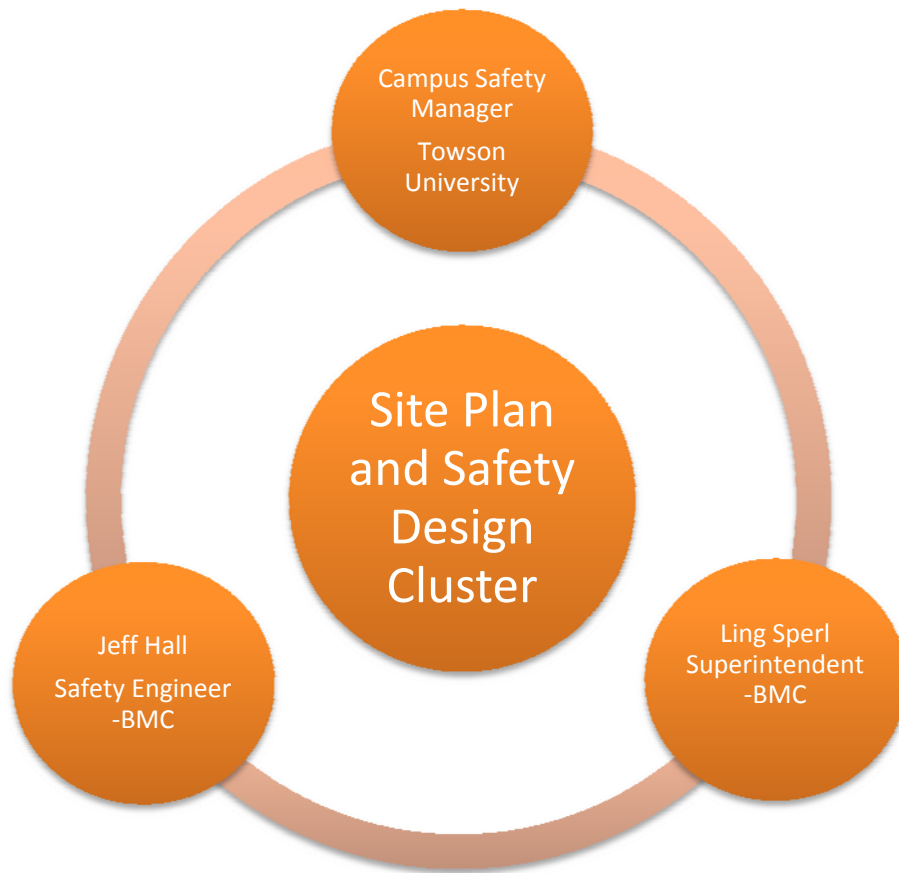 Campus Safety
Manager
Towson
University
Site Plan
and Safety
Design
Cluster
Jeff Hall
Safety Engineer
-BMC
Ling Sperl
Superintendent
-BMC